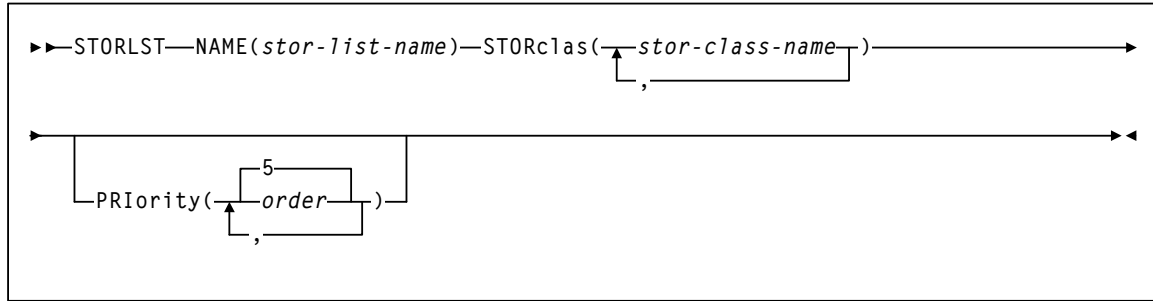 STORLST NAME(stor-list-name) STORclas( stor-class-name )
,
5
PRIority( order )
,